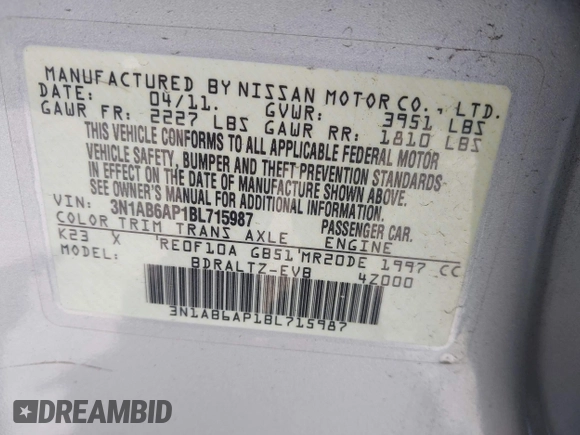 MANUFACTURED BY NISSAN MOTOR CO., LTD.
DATE: 04/11. GVWR: 3951 LBS
GAWR FR: 2227 LBS GAWR RR: 1810 LBS
THIS VEHICLE CONFORMS TO ALL APPLICABLE FEDERAL MOTOR
VEHICLE SAFETY, BUMPER AND THEFT PREVENTION STANDARDS
IN EFFECT ON THE DATE OF MANUFACTURE SHOWN ABOVE.
SEE OWNER'S MANUAL FOR ADDITIONAL INFORMATION.
VIN: 3N1AB6AP1BL715987 PASSENGER CAR.
COLOR TRIM TRANS AXLE ENGINE
K23 X RE0F10A GB51 MR20DE 1997 CC
MODEL: BDRALTZ-EVB 4Z000
3N1AB6AP1BL715987
DREAMBID